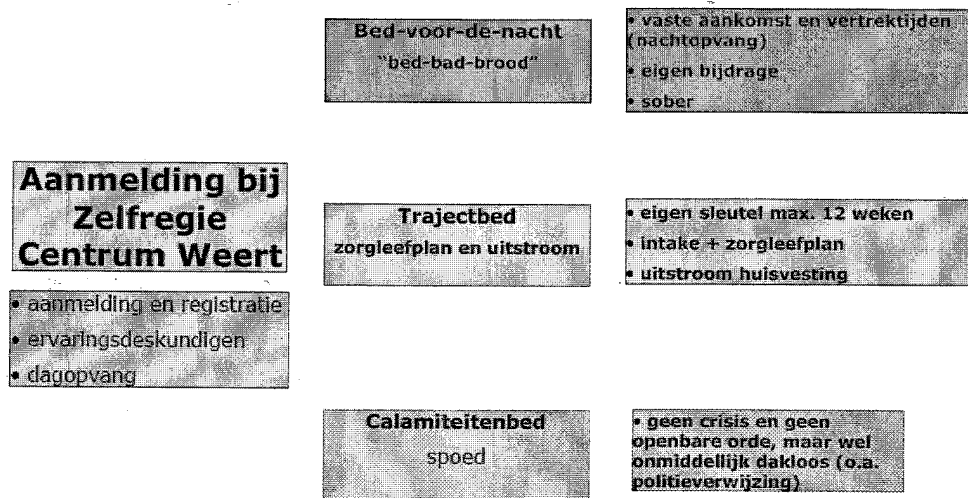 Bed-voor-de-nacht
"bed-bad-brood"
• vaste aankomst en vertrektijden
(nachtopvang)
• eigen bijdrage
• sober
Aanmelding bij
Zelfregie
Centrum Weert
• aanmelding en registratie
• ervaringsdeskundigen
• dagopvang
Trajectbed
zorgleefplan en uitstroom
• eigen sleutel max. 12 weken
• intake + zorgleefplan
• uitstroom huisvesting
Calamiteitenbed
spoed
• geen crisis en geen
openbare orde, maar wel
onmiddellijk dakloos (o.a.
politieverwijzing)